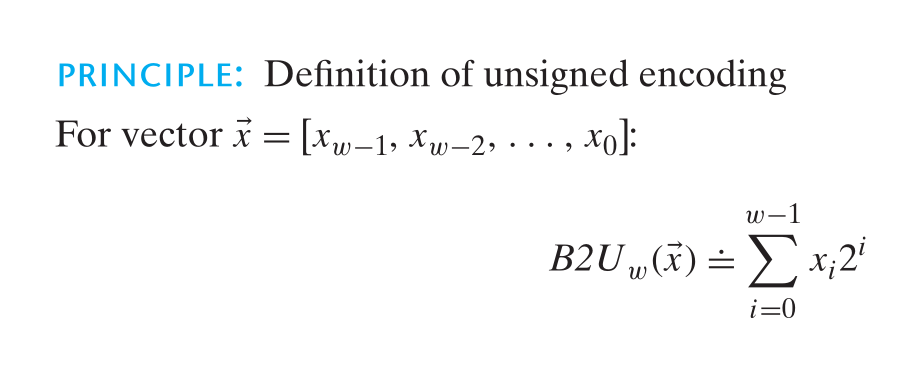 PRINCIPLE: Definition of unsigned encoding
For vector $\vec{x} = [x_{w-1}, x_{w-2}, \ldots, x_0]$:
$B2U_w(\vec{x}) \doteq \sum_{i=0}^{w-1} x_i 2^i$